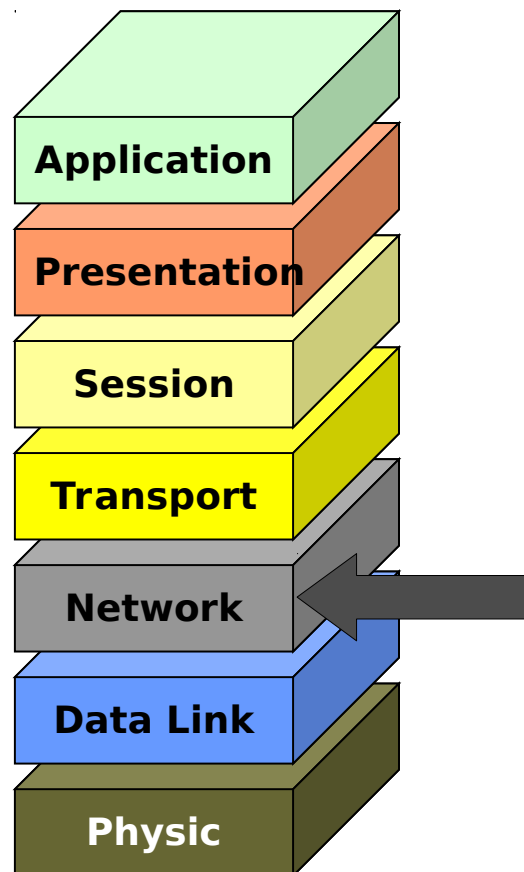 Application
Presentation
Session
Transport
Network
Data Link
Physic